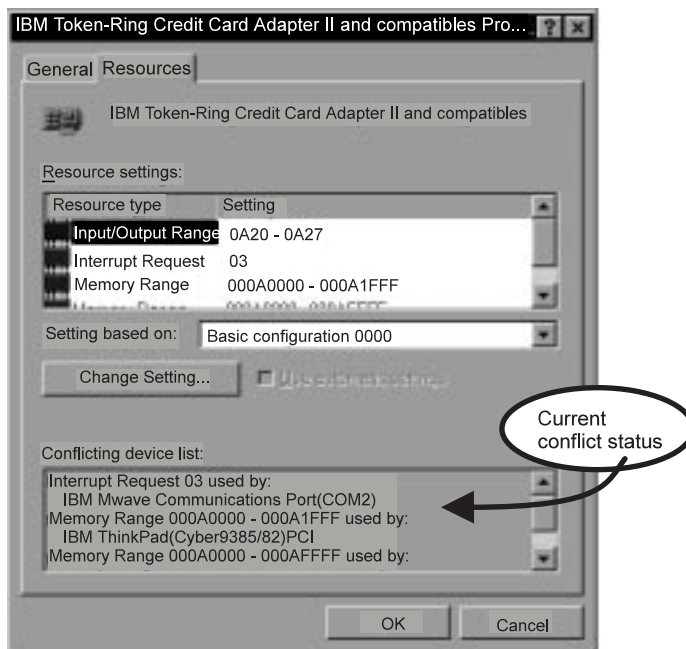 IBM Token-Ring Credit Card Adapter II and compatibles Pro...
General Resources
IBM Token-Ring Credit Card Adapter II and compatibles
Resource settings:
Resource type Setting
Input/Output Range 0A20 - 0A27
Interrupt Request 03
Memory Range 000A0000 - 000A1FFF
Setting based on: Basic configuration 0000
Change Setting...
Current
conflict status
Conflicting device list:
Interrupt Request 03 used by:
IBM Mwave Communications Port(COM2)
Memory Range 000A0000 - 000A1FFF used by:
IBM ThinkPad(Cyber9385/82)PCI
Memory Range 000A0000 - 000AFFFF used by:
OK Cancel